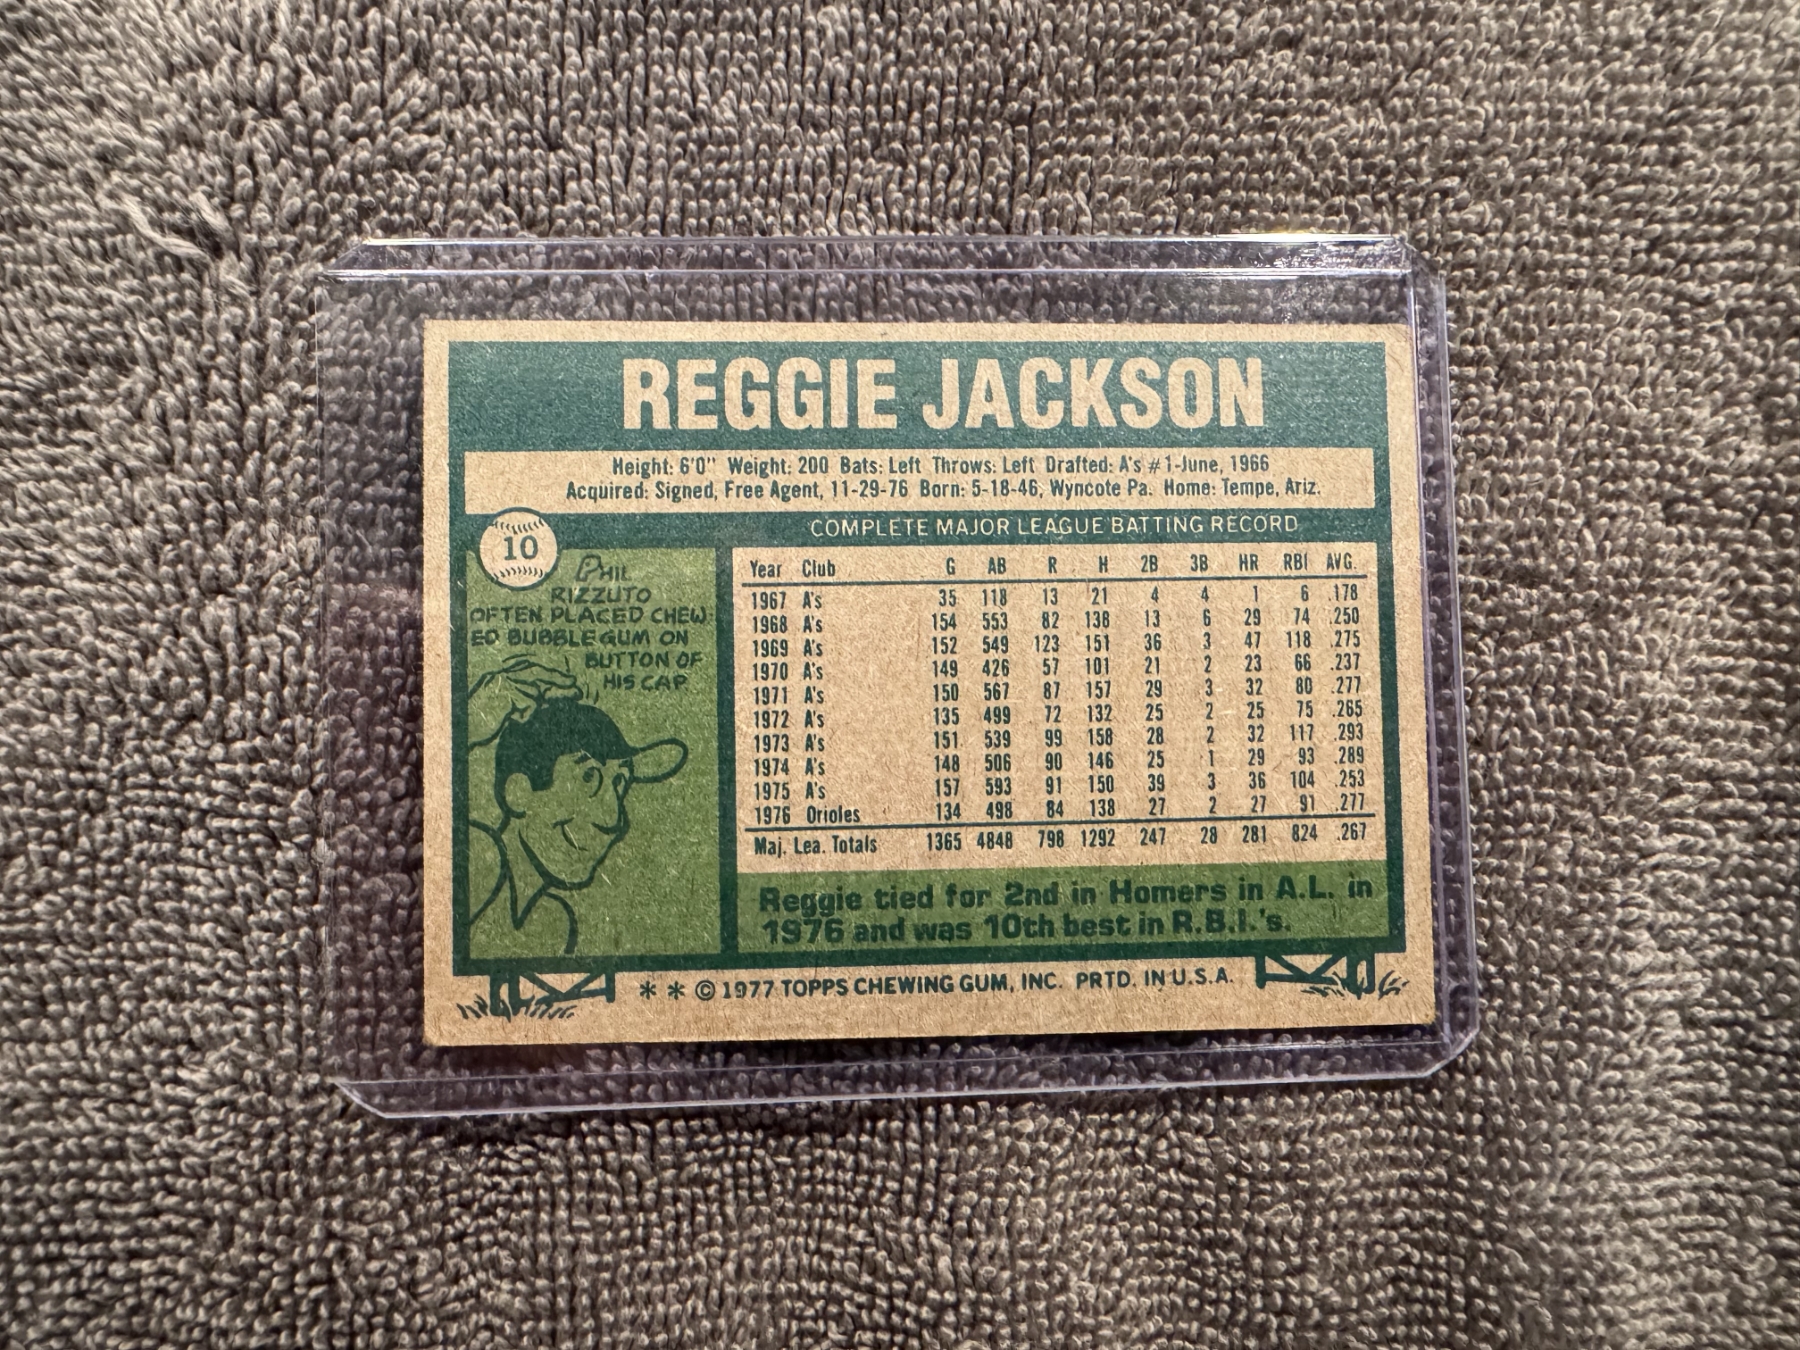 REGGIE JACKSON
Height: 6'0" Weight: 200 Bats: Left Throws: Left Drafted: A's #1-June, 1966
Acquired: Signed, Free Agent, 11-29-76 Born: 5-18-46, Wyncote Pa. Home: Tempe, Ariz.
COMPLETE MAJOR LEAGUE BATTING RECORD
10
PHIL
RIZZUTO
OFTEN PLACED CHEW-
ED BUBBLE GUM ON
BUTTON OF
HIS CAP
Year Club G AB R H 2B 3B HR RBI AVG.
1967 A's 35 118 13 21 4 4 1 6 .178
1968 A's 154 553 82 138 13 6 29 74 .250
1969 A's 152 549 123 151 36 3 47 118 .275
1970 A's 149 426 57 101 21 2 23 66 .237
1971 A's 150 567 87 157 29 3 32 80 .277
1972 A's 135 499 72 132 25 2 25 75 .265
1973 A's 151 539 99 158 28 2 32 117 .293
1974 A's 148 506 90 146 25 1 29 93 .289
1975 A's 157 593 91 150 39 3 36 104 .253
1976 Orioles 134 498 84 138 27 2 27 91 .277
Maj. Lea. Totals 1365 4848 798 1292 247 28 281 824 .267
Reggie tied for 2nd in Homers in A.L. in
1976 and was 10th best in R.B.I.'s.
** © 1977 TOPPS CHEWING GUM, INC. PRTD. IN U.S.A.